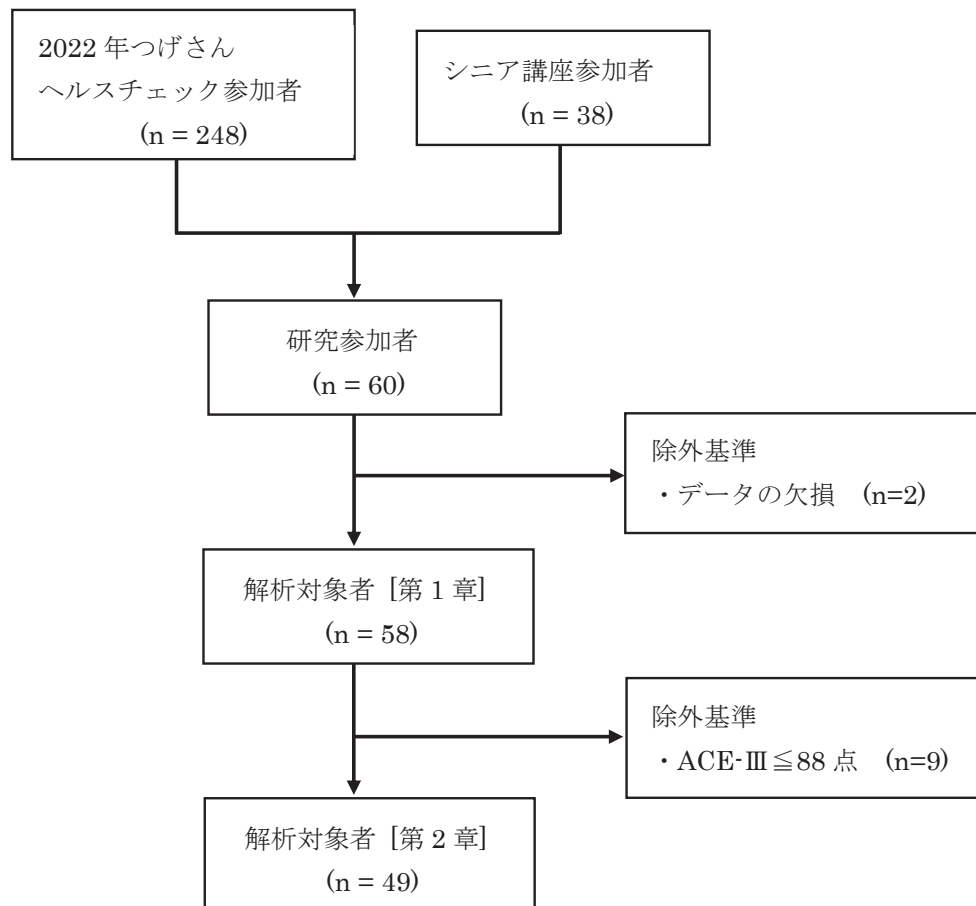 2022 年つげさん
ヘルスチェック参加者
(n = 248)
シニア講座参加者
(n = 38)
研究参加者
(n = 60)
除外基準
・データの欠損 (n=2)
解析対象者 [第 1 章]
(n = 58)
除外基準
・ACE-Ⅲ≦88 点 (n=9)
解析対象者 [第 2 章]
(n = 49)